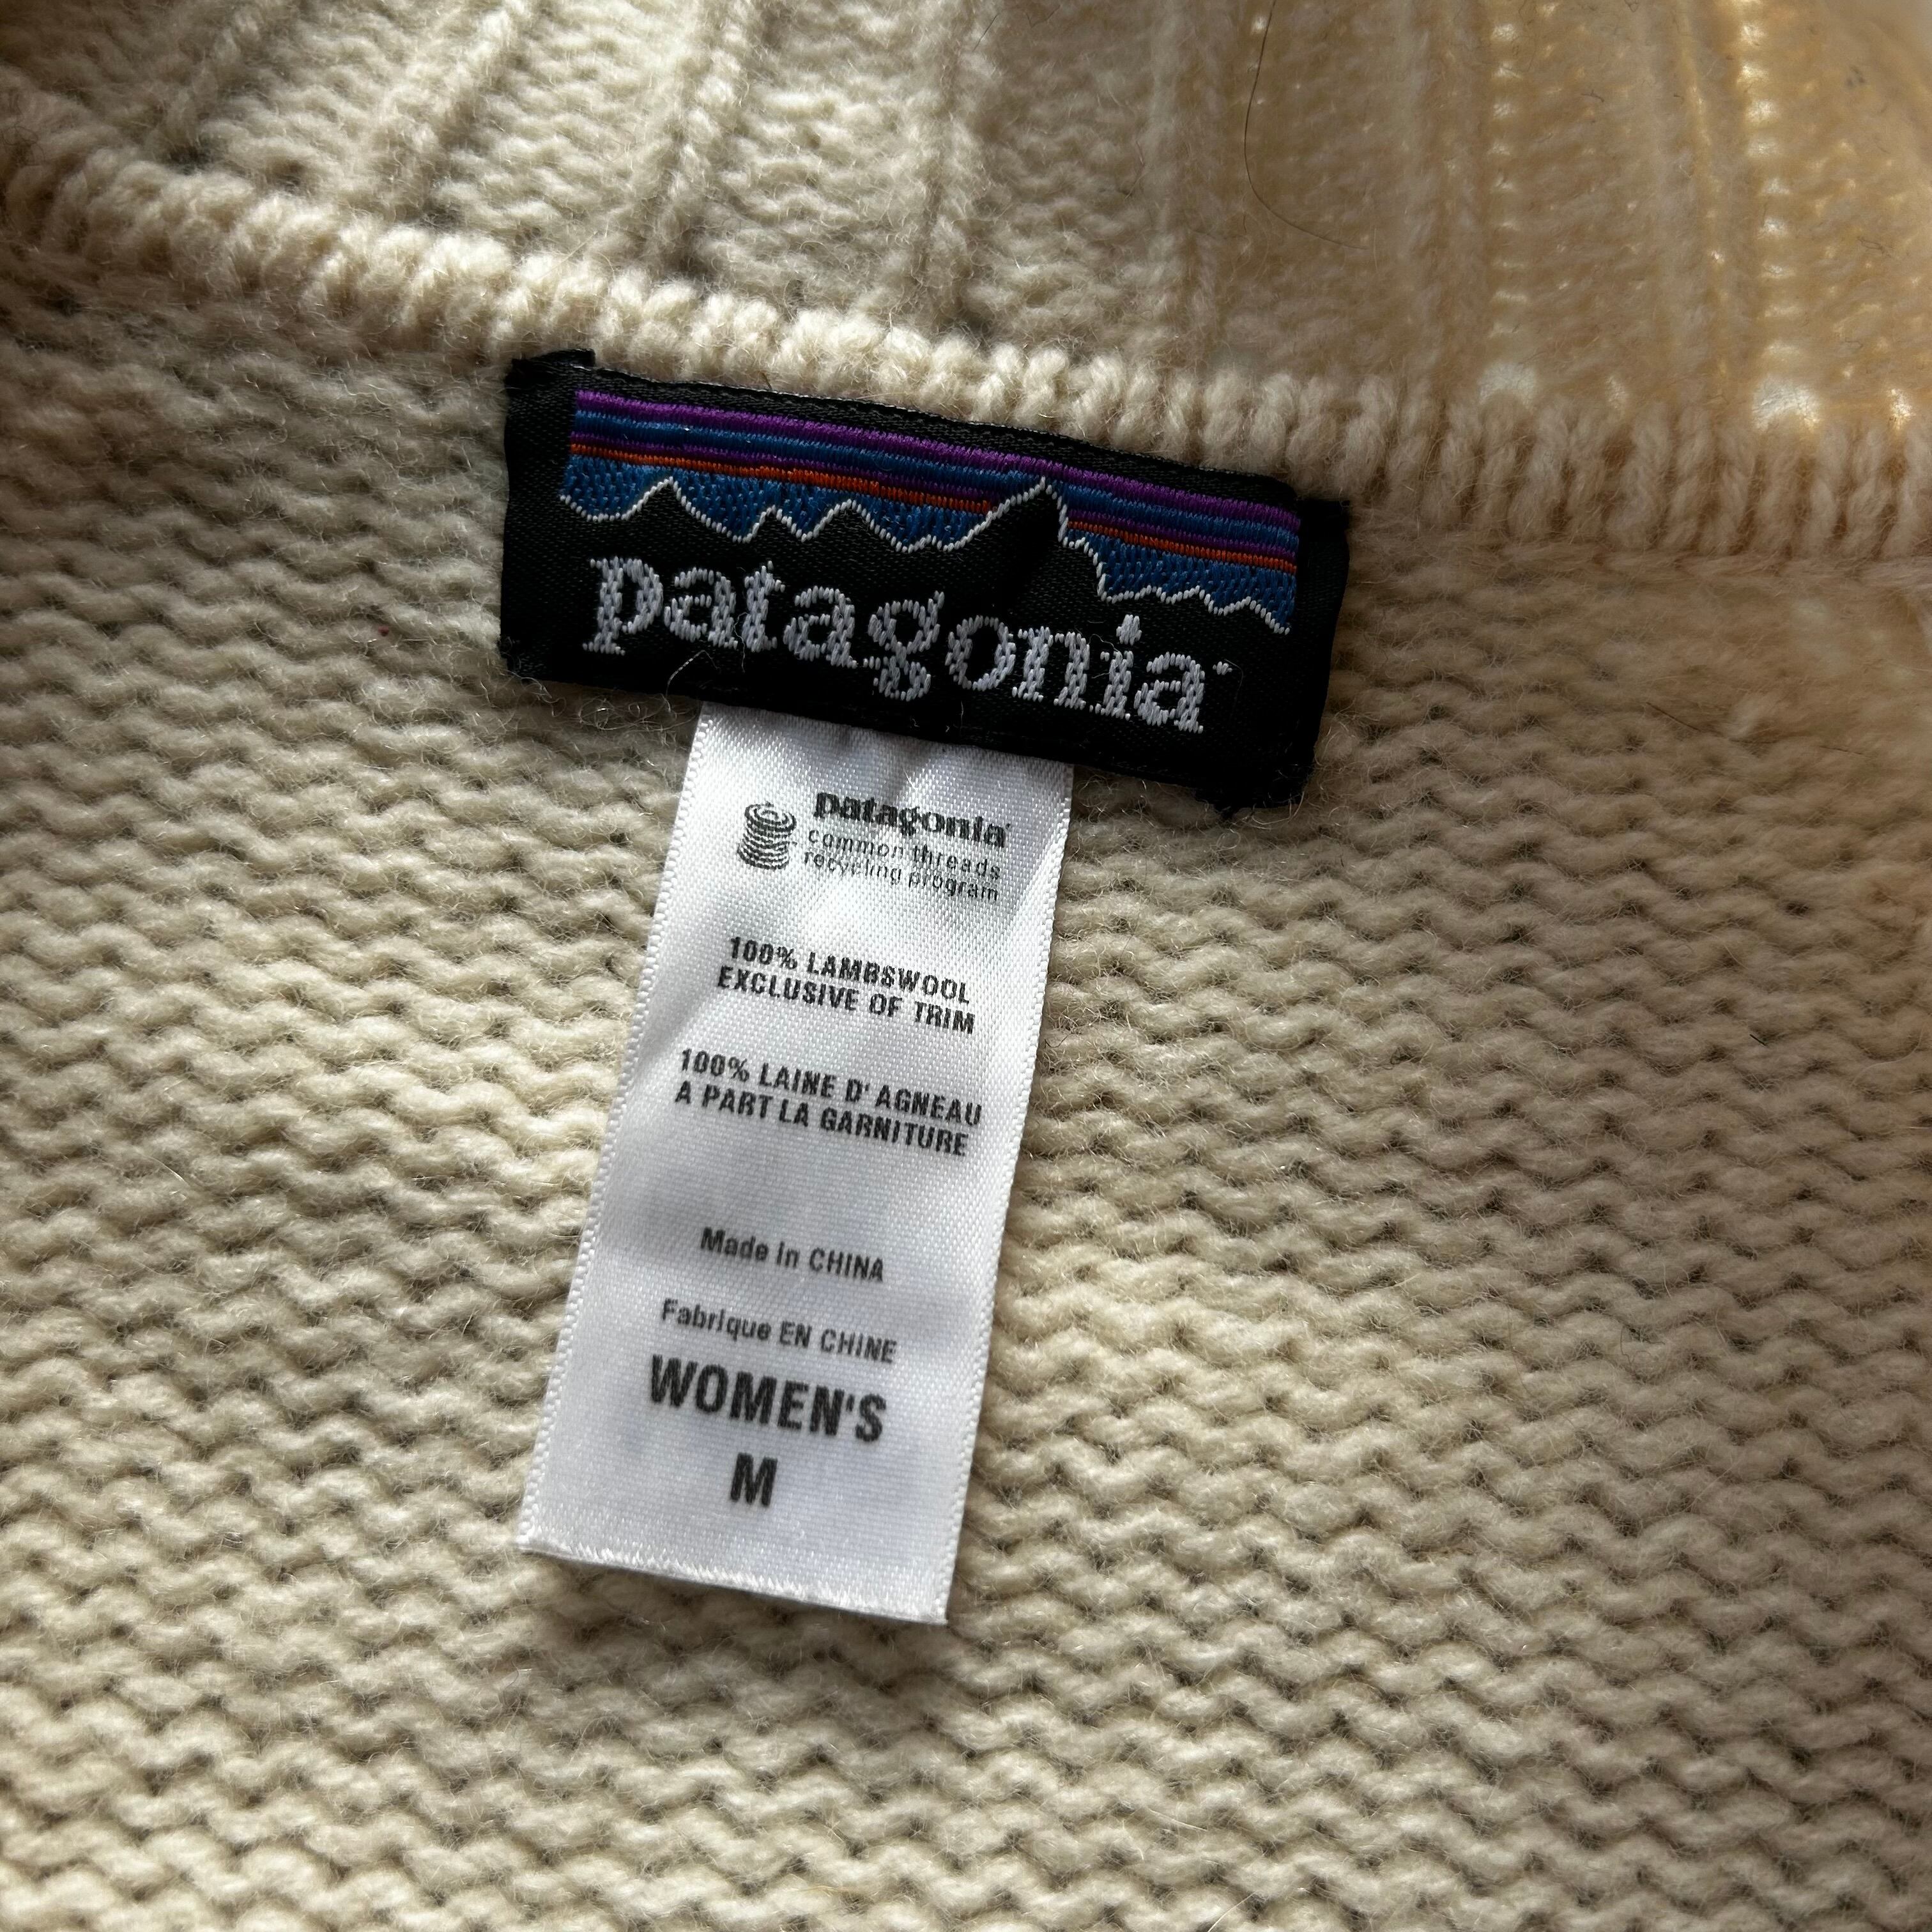 patagonia
patagonia
common threads
recycling program
100% LAMBSWOOL
EXCLUSIVE OF TRIM
100% LAINE D' AGNEAU
A PART LA GARNITURE
Made in CHINA
Fabrique EN CHINE
WOMEN'S
M